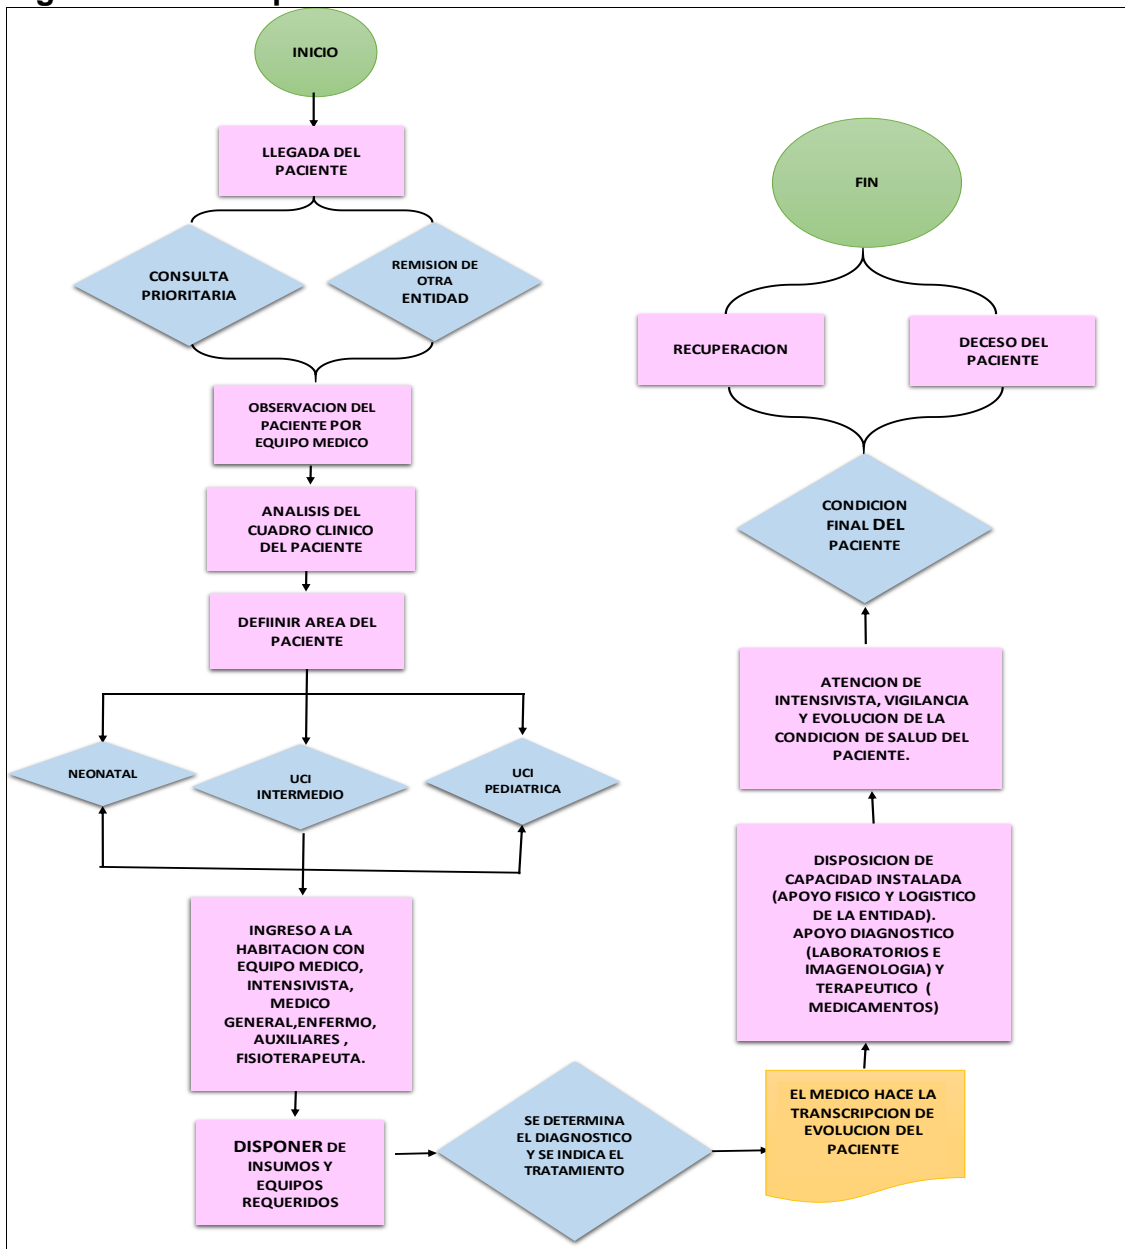 INICIO
LLEGADA DEL
PACIENTE
CONSULTA
PRIORITARIA
REMISION DE
OTRA
ENTIDAD
OBSERVACION DEL
PACIENTE POR
EQUIPO MEDICO
ANALISIS DEL
CUADRO CLINICO
DEL PACIENTE
DEFIINIR AREA DEL
PACIENTE
NEONATAL
UCI
INTERMEDIO
UCI
PEDIATRICA
INGRESO A LA
HABITACION CON
EQUIPO MEDICO,
INTENSIVISTA,
MEDICO
GENERAL,ENFERMO,
AUXILIARES ,
FISIOTERAPEUTA.
DISPONER DE
INSUMOS Y
EQUIPOS
REQUERIDOS
SE DETERMINA
EL DIAGNOSTICO
Y SE INDICA EL
TRATAMIENTO
EL MEDICO HACE LA
TRANSCRIPCION DE
EVOLUCION DEL
PACIENTE
DISPOSICION DE
CAPACIDAD INSTALADA
(APOYO FISICO Y LOGISTICO
DE LA ENTIDAD).
APOYO DIAGNOSTICO
(LABORATORIOS E
IMAGENOLOGIA) Y
TERAPEUTICO (
MEDICAMENTOS)
ATENCION DE
INTENSIVISTA, VIGILANCIA
Y EVOLUCION DE LA
CONDICION DE SALUD DEL
PACIENTE.
CONDICION
FINAL DEL
PACIENTE
RECUPERACION
DECESO DEL
PACIENTE
FIN